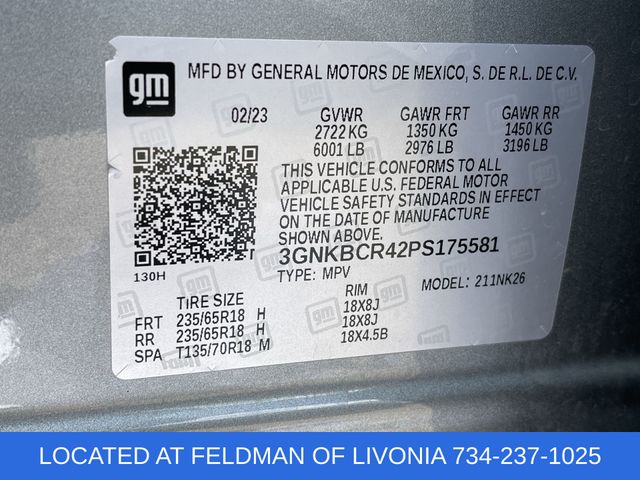 gm
MFD BY GENERAL MOTORS DE MEXICO, S. DE R.L. DE C.V.
02/23 GVWR GAWR FRT GAWR RR
2722 KG 1350 KG 1450 KG
6001 LB 2976 LB 3196 LB
THIS VEHICLE CONFORMS TO ALL
APPLICABLE U.S. FEDERAL MOTOR
VEHICLE SAFETY STANDARDS IN EFFECT
ON THE DATE OF MANUFACTURE
SHOWN ABOVE.
3GNKBCR42PS175581
130H
TYPE: MPV MODEL: 211NK26
TIRE SIZE RIM
FRT 235/65R18 H 18X8J
RR 235/65R18 H 18X8J
SPA T135/70R18 M 18X4.5B
LOCATED AT FELDMAN OF LIVONIA 734-237-1025